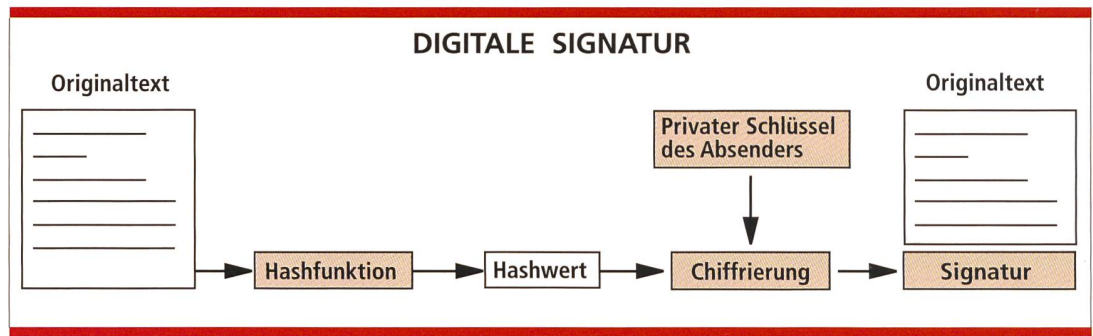 DIGITALE SIGNATUR
Originaltext
Originaltext
Privater Schlüssel
des Absenders
Hashfunktion
Hashwert
Chiffrierung
Signatur